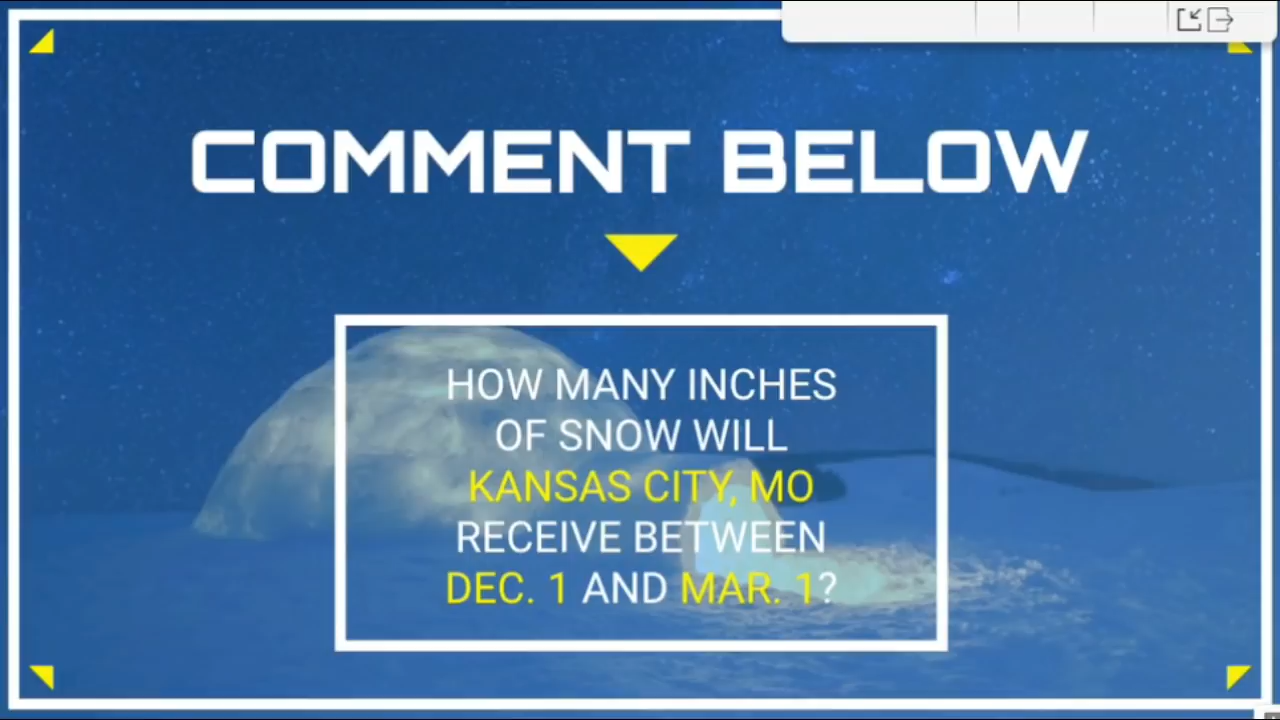 COMMENT BELOW
HOW MANY INCHES
OF SNOW WILL
KANSAS CITY, MO
RECEIVE BETWEEN
DEC. 1 AND MAR. 1?